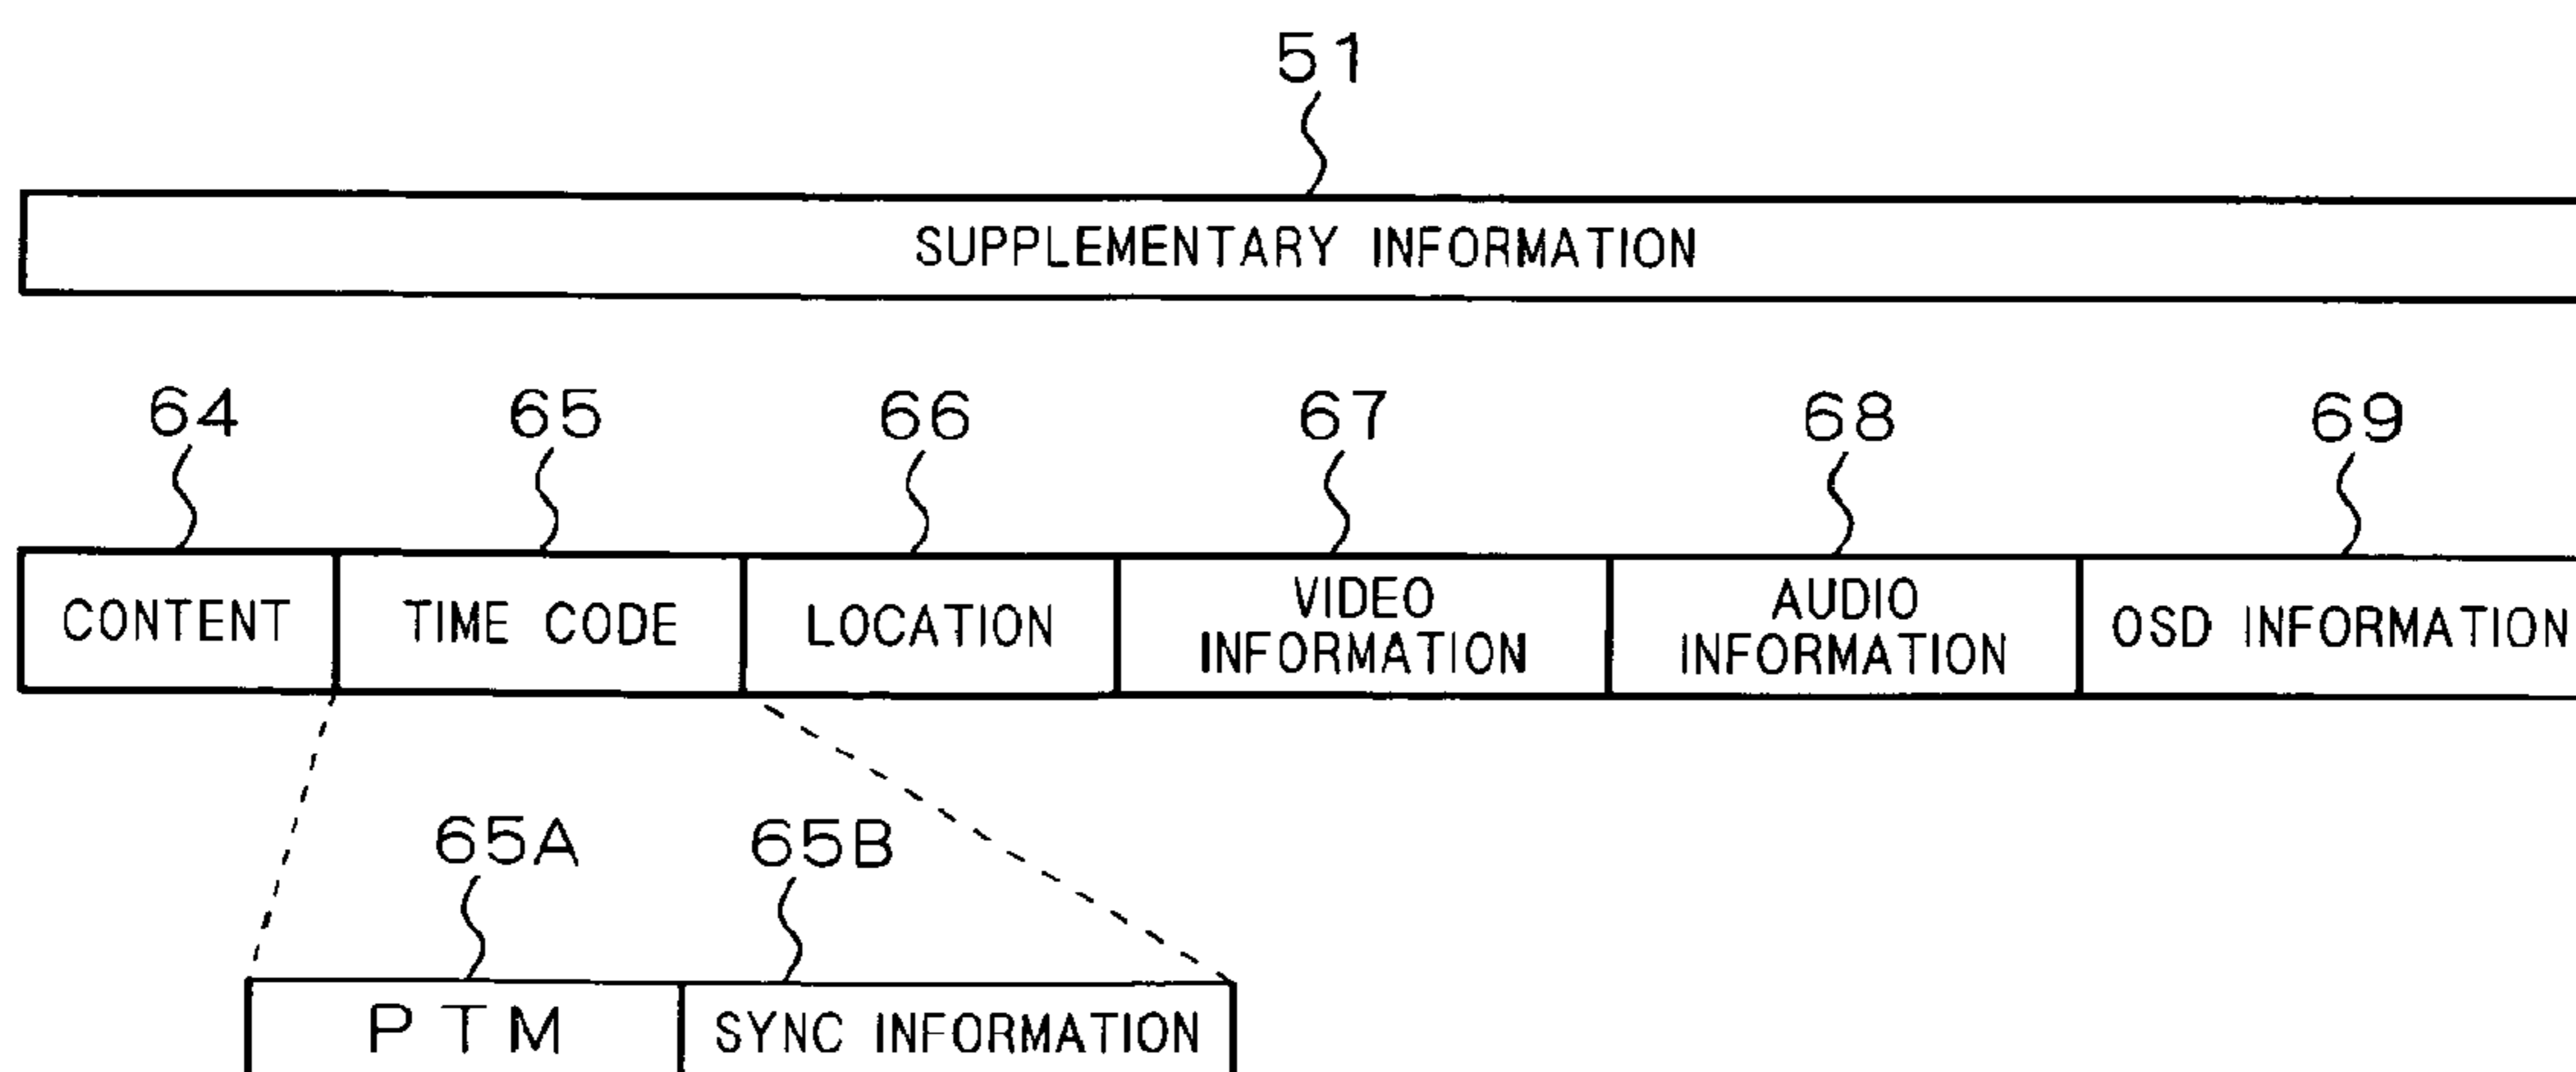 51
SUPPLEMENTARY INFORMATION
64 65 66 67 68 69
CONTENT TIME CODE LOCATION VIDEO INFORMATION AUDIO INFORMATION OSD INFORMATION
65A 65B
PTM SYNC INFORMATION